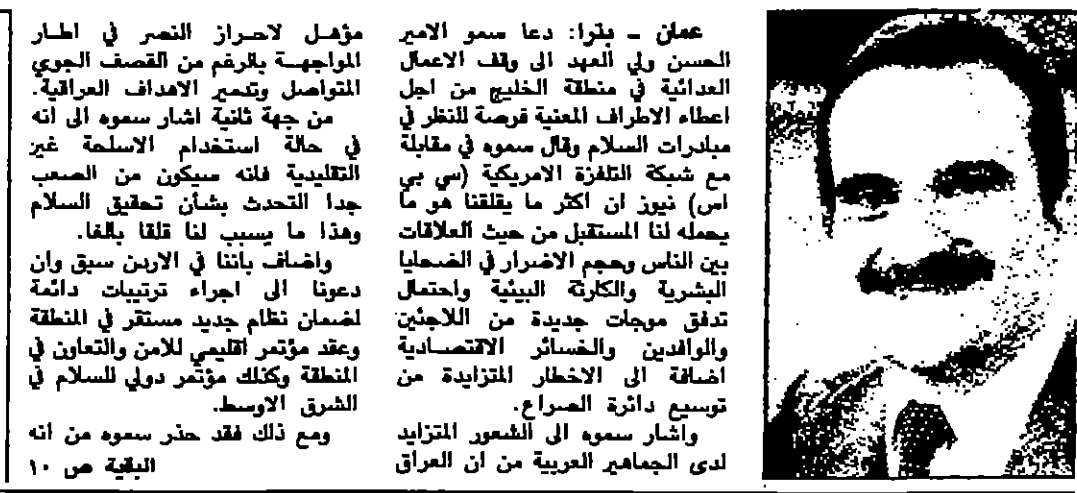 عمان - بترا: دعا سمو الامير
الحسن ولي العهد الى وقف الاعمال
العدائية في منطقة الخليج من اجل
اعطاء الاطراف المعنية فرصة للنظر في
مبادرات السلام وقال سموه في مقابلة
مع شبكة التلفزة الامريكية (سي بي
اس) نيوز ان اكثر ما يقلقنا هو ما
يحمله لنا المستقبل من حيث العلاقات
بين الناس وحجم الاضرار في الضحايا
البشرية والكارثة البيئية واحتمال
تدفق موجات جديدة من اللاجئين
والوافدين والخسائر الاقتصادية
اضافة الى الاخطار المتزايدة من
توسيع دائرة الصراع.
واشار سموه الى الشعور المتزايد
لدى الجماهير العربية من ان العراق
مؤهل لاحراز النصر في اطار
المواجهة بالرغم من القصف الجوي
المتواصل وتدمير الاهداف العراقية.
من جهة ثانية اشار سموه الى انه
في حالة استخدام الاسلحة غير
التقليدية فانه سيكون من الصعب
جدا التحدث بشأن تحقيق السلام
وهذا ما يسبب لنا قلقا بالغا.
واضاف باننا في الاردن سبق وان
دعونا الى اجراء ترتيبات دائمة
لضمان نظام جديد مستقر في المنطقة
وعقد مؤتمر اقليمي للامن والتعاون في
المنطقة وكذلك مؤتمر دولي للسلام في
الشرق الاوسط.
ومع ذلك فقد حذر سموه من انه
البقية ص ١٠